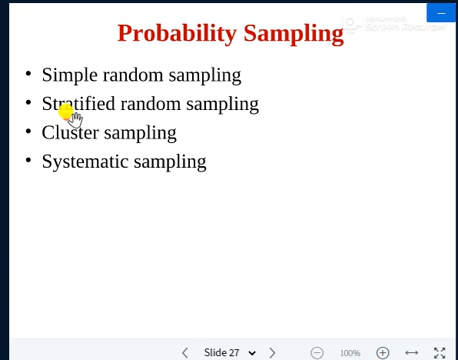 Probability Sampling
• Simple random sampling
• Stratified random sampling
• Cluster sampling
• Systematic sampling
Slide 27
100%